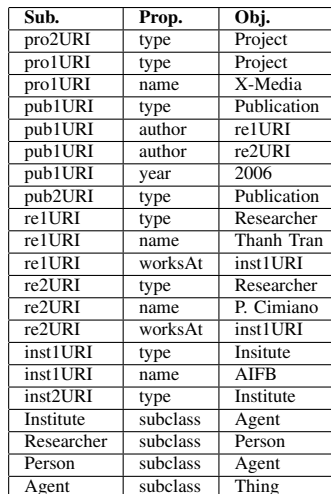 Sub. Prop. Obj.
pro2URI type Project
pro1URI type Project
pro1URI name X-Media
pub1URI type Publication
pub1URI author re1URI
pub1URI author re2URI
pub1URI year 2006
pub2URI type Publication
re1URI type Researcher
re1URI name Thanh Tran
re1URI worksAt inst1URI
re2URI type Researcher
re2URI name P. Cimiano
re2URI worksAt inst1URI
inst1URI type Insitute
inst1URI name AIFB
inst2URI type Institute
Institute subclass Agent
Researcher subclass Person
Person subclass Agent
Agent subclass Thing